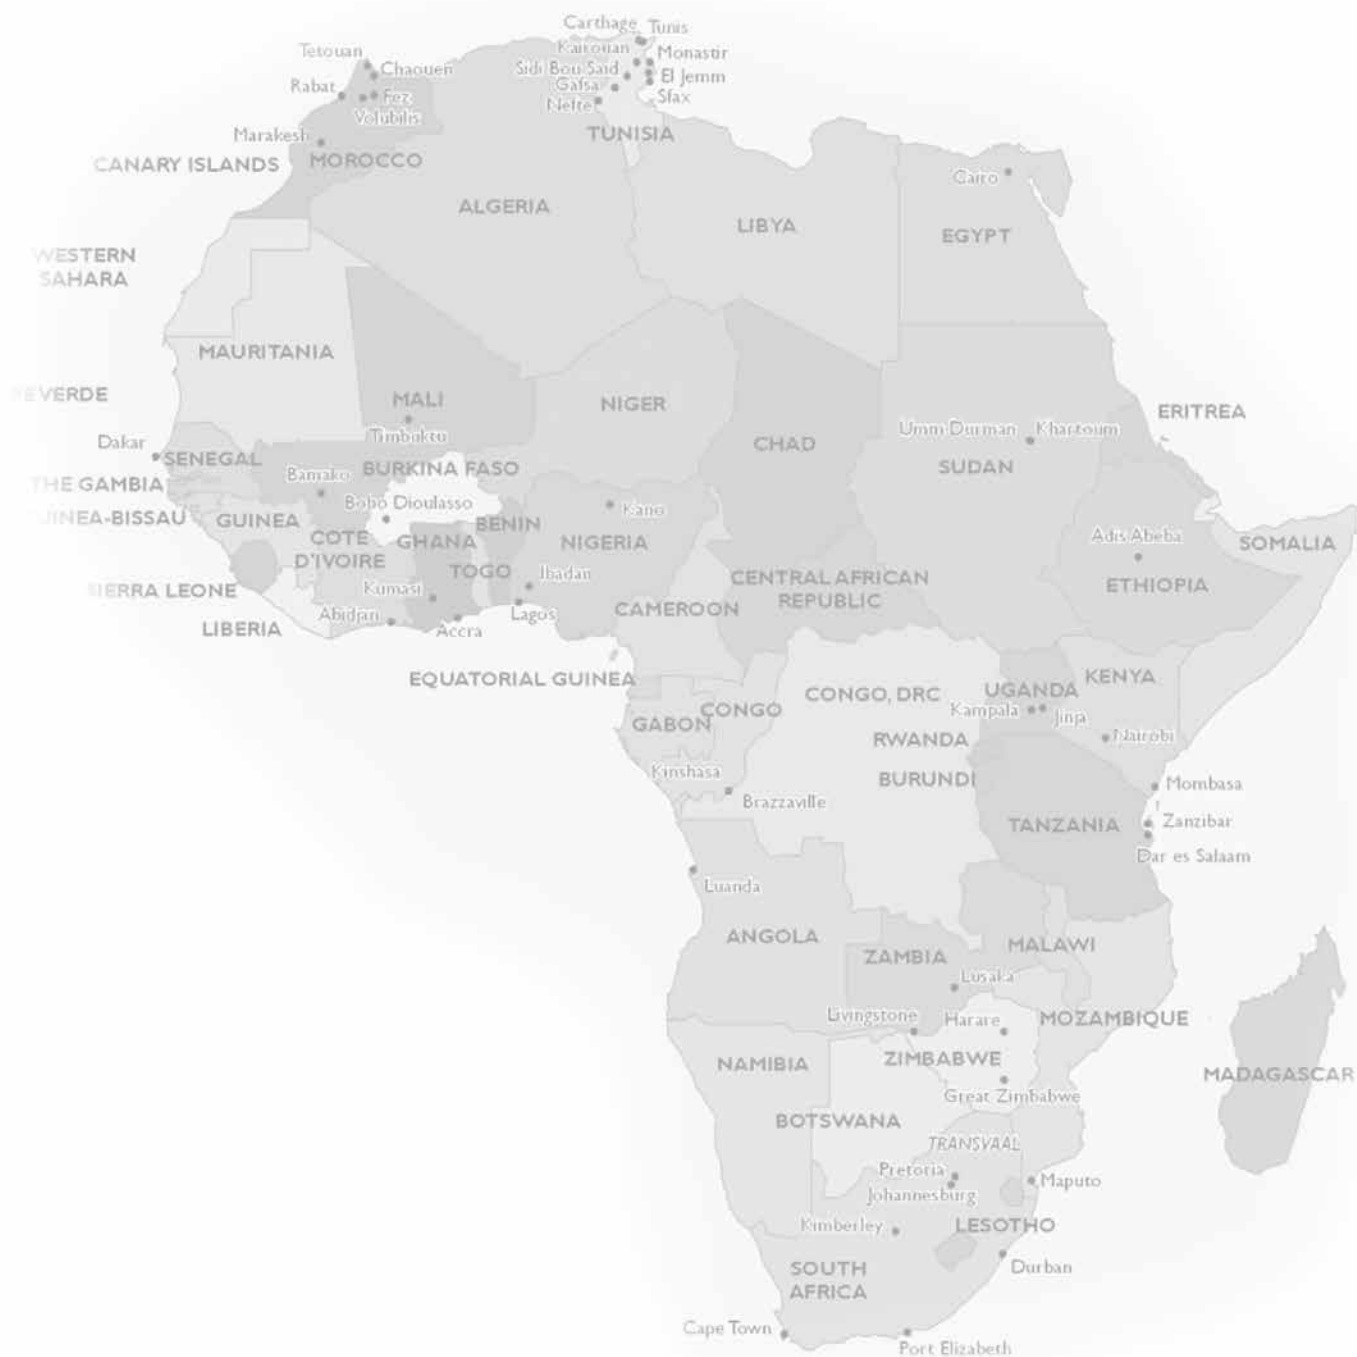 Carthage
Tunis
Tetouan
Kairouan
Monastir
Chaouen
Sidi Bou Said
El Jemm
Rabat
Fez
Gafsa
Sfax
Nefte
Volubilis
Marakesh
TUNISIA
CANARY ISLANDS
MOROCCO
Cairo
ALGERIA
LIBYA
EGYPT
WESTERN
SAHARA
MAURITANIA
EVERDE
MALI
NIGER
ERITREA
Timbuktu
Umm Durman
Khartoum
Dakar
CHAD
SENEGAL
BURKINA FASO
SUDAN
Bamako
THE GAMBIA
Bobo Dioulasso
Kano
GUINEA-BISSAU
GUINEA
BENIN
COTE
D'IVOIRE
GHANA
NIGERIA
Adis Abeba
SOMALIA
TOGO
Ibadan
CENTRAL AFRICAN
REPUBLIC
ETHIOPIA
SIERRA LEONE
Kumasi
CAMEROON
Abidjan
Lagos
LIBERIA
Accra
EQUATORIAL GUINEA
CONGO, DRC
UGANDA
KENYA
GABON
CONGO
Kampala
Jinja
RWANDA
Nairobi
Kinshasa
BURUNDI
Mombasa
Brazzaville
TANZANIA
Zanzibar
Dar es Salaam
Luanda
ANGOLA
ZAMBIA
MALAWI
Lusaka
Livingstone
Harare
MOZAMBIQUE
NAMIBIA
ZIMBABWE
MADAGASCAR
Great Zimbabwe
BOTSWANA
TRANSVAAL
Pretoria
Maputo
Johannesburg
Kimberley
LESOTHO
SOUTH
AFRICA
Durban
Cape Town
Port Elizabeth